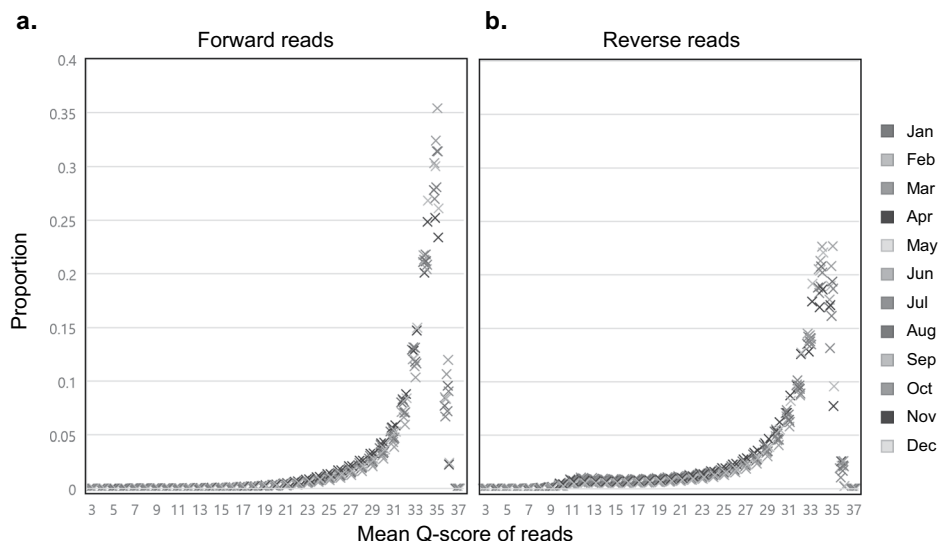 a.
Forward reads
b.
Reverse reads
0.4
0.35
0.3
0.25
0.2
0.15
0.1
0.05
0
Proportion
3 5 7 9 11 13 15 17 19 21 23 25 27 29 31 33 35 37
3 5 7 9 11 13 15 17 19 21 23 25 27 29 31 33 35 37
Mean Q-score of reads
Jan
Feb
Mar
Apr
May
Jun
Jul
Aug
Sep
Oct
Nov
Dec